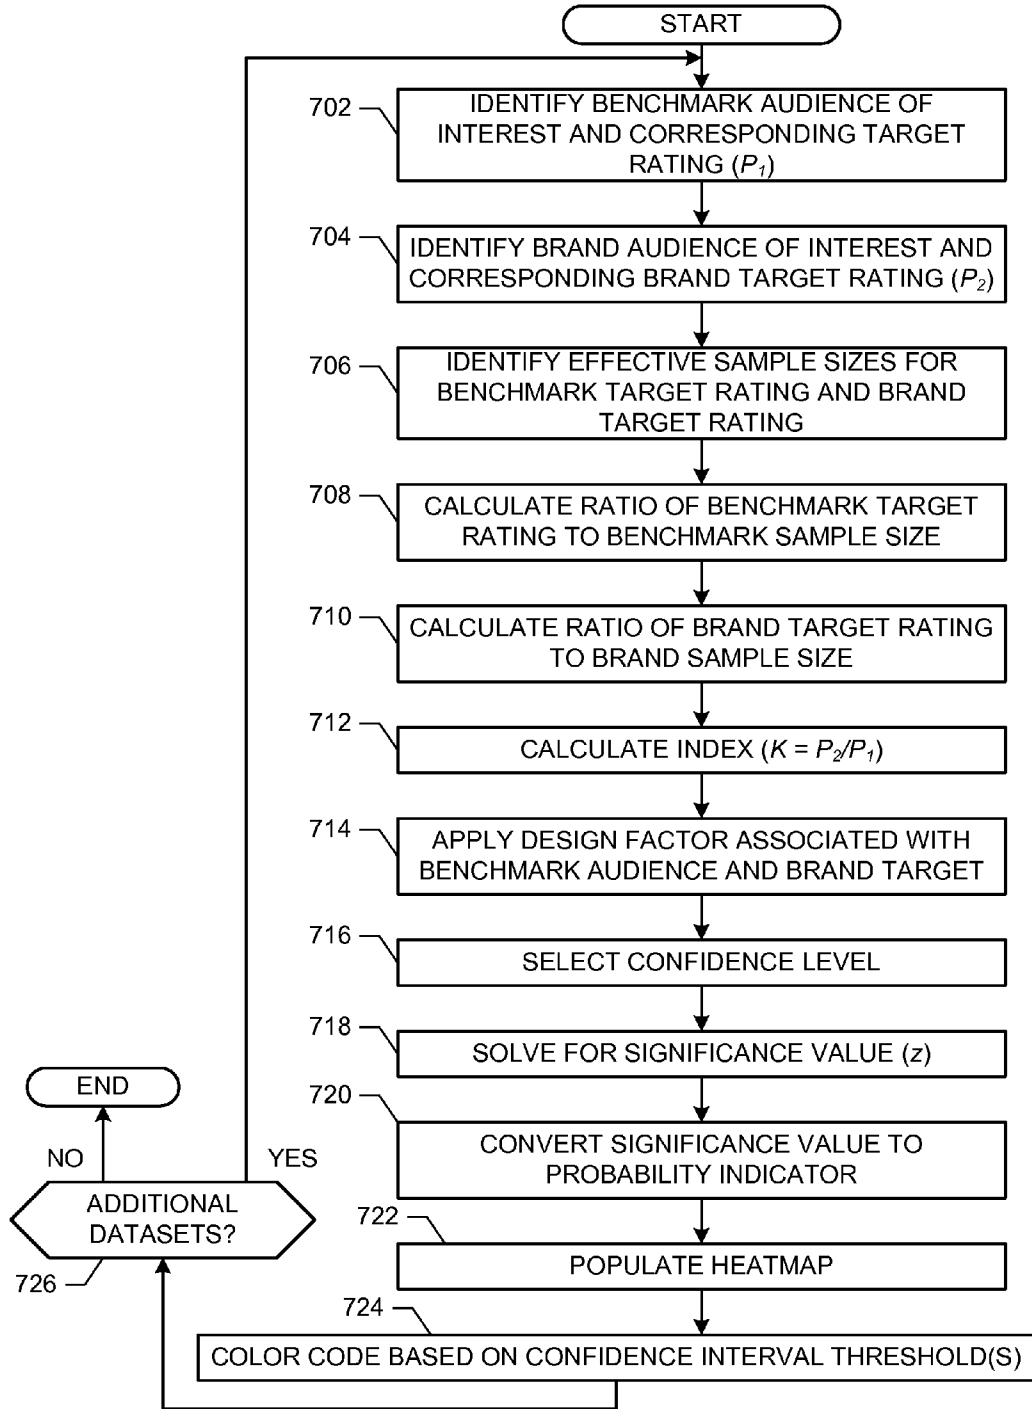 START
702
IDENTIFY BENCHMARK AUDIENCE OF
INTEREST AND CORRESPONDING TARGET
RATING (P₁)
704
IDENTIFY BRAND AUDIENCE OF INTEREST AND
CORRESPONDING BRAND TARGET RATING (P₂)
706
IDENTIFY EFFECTIVE SAMPLE SIZES FOR
BENCHMARK TARGET RATING AND BRAND
TARGET RATING
708
CALCULATE RATIO OF BENCHMARK TARGET
RATING TO BENCHMARK SAMPLE SIZE
710
CALCULATE RATIO OF BRAND TARGET RATING
TO BRAND SAMPLE SIZE
712
CALCULATE INDEX (K = P₂/P₁)
714
APPLY DESIGN FACTOR ASSOCIATED WITH
BENCHMARK AUDIENCE AND BRAND TARGET
716
SELECT CONFIDENCE LEVEL
718
SOLVE FOR SIGNIFICANCE VALUE (z)
720
CONVERT SIGNIFICANCE VALUE TO
PROBABILITY INDICATOR
722
POPULATE HEATMAP
724
COLOR CODE BASED ON CONFIDENCE INTERVAL THRESHOLD(S)
726
ADDITIONAL
DATASETS?
YES
NO
END